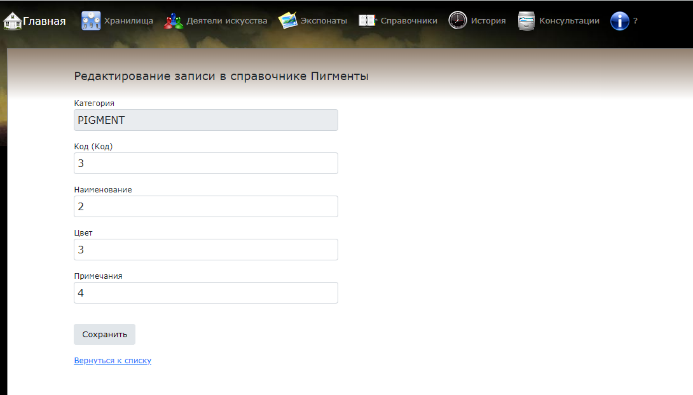 Главная Хранилища Деятели искусства Экспонаты Справочники История Консультации ?
Редактирование записи в справочнике Пигменты
Категория
PIGMENT
Код (Код)
3
Наименование
2
Цвет
3
Примечания
4
Сохранить
Вернуться к списку